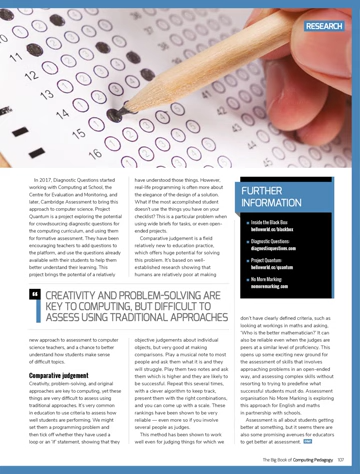 RESEARCH
11
12
13
14
15
16
In 2017, Diagnostic Questions started
working with Computing at School, the
Centre for Evaluation and Monitoring, and
later, Cambridge Assessment to bring this
approach to computer science. Project
Quantum is a project exploring the potential
for crowdsourcing diagnostic questions for
the computing curriculum, and using them
for formative assessment. They have been
encouraging teachers to add questions to
the platform, and use the questions already
available with their students to help them
better understand their learning. This
project brings the potential of a relatively
have understood those things. However,
real-life programming is often more about
the elegance of the design of a solution.
What if the most accomplished student
doesn't use the things you have on your
checklist? This is a particular problem when
using wide briefs for tasks, or even open-
ended projects.
Comparative judgement is a field
relatively new to education practice,
which offers huge potential for solving
this problem. It's based on well-
established research showing that
humans are relatively poor at making
FURTHER
INFORMATION
Inside the Black Box:
helloworld.cc/blackbox
Diagnostic Questions:
diagnosticquestions.com
Project Quantum:
helloworld.cc/quantum
No More Marking:
nomoremarking.com
CREATIVITY AND PROBLEM-SOLVING ARE
KEY TO COMPUTING, BUT DIFFICULT TO
ASSESS USING TRADITIONAL APPROACHES
new approach to assessment to computer
science teachers, and a chance to better
understand how students make sense
of difficult topics.
Comparative judgement
Creativity, problem-solving, and original
approaches are key to computing, yet these
things are very difficult to assess using
traditional approaches. It's very common
in education to use criteria to assess how
well students are performing. We might
set them a programming problem and
then tick off whether they have used a
loop or an 'if' statement, showing that they
objective judgements about individual
objects, but very good at making
comparisons. Play a musical note to most
people and ask them what it is and they
will struggle. Play them two notes and ask
them which is higher and they are likely to
be successful. Repeat this several times,
with a clever algorithm to keep track,
present them with the right combinations,
and you can come up with a scale. These
rankings have been shown to be very
reliable — even more so if you involve
several people as judges.
This method has been shown to work
well even for judging things for which we
don't have clearly defined criteria, such as
looking at workings in maths and asking,
'Who is the better mathematician?' It can
also be reliable even when the judges are
peers at a similar level of proficiency. This
opens up some exciting new ground for
the assessment of skills that involves
approaching problems in an open-ended
way, and assessing complex skills without
resorting to trying to predefine what
successful students must do. Assessment
organisation No More Marking is exploring
this approach for English and maths
in partnership with schools.
Assessment is all about students getting
better at something, but it seems there are
also some promising avenues for educators
to get better at assessment.
The Big Book of Computing Pedagogy 107